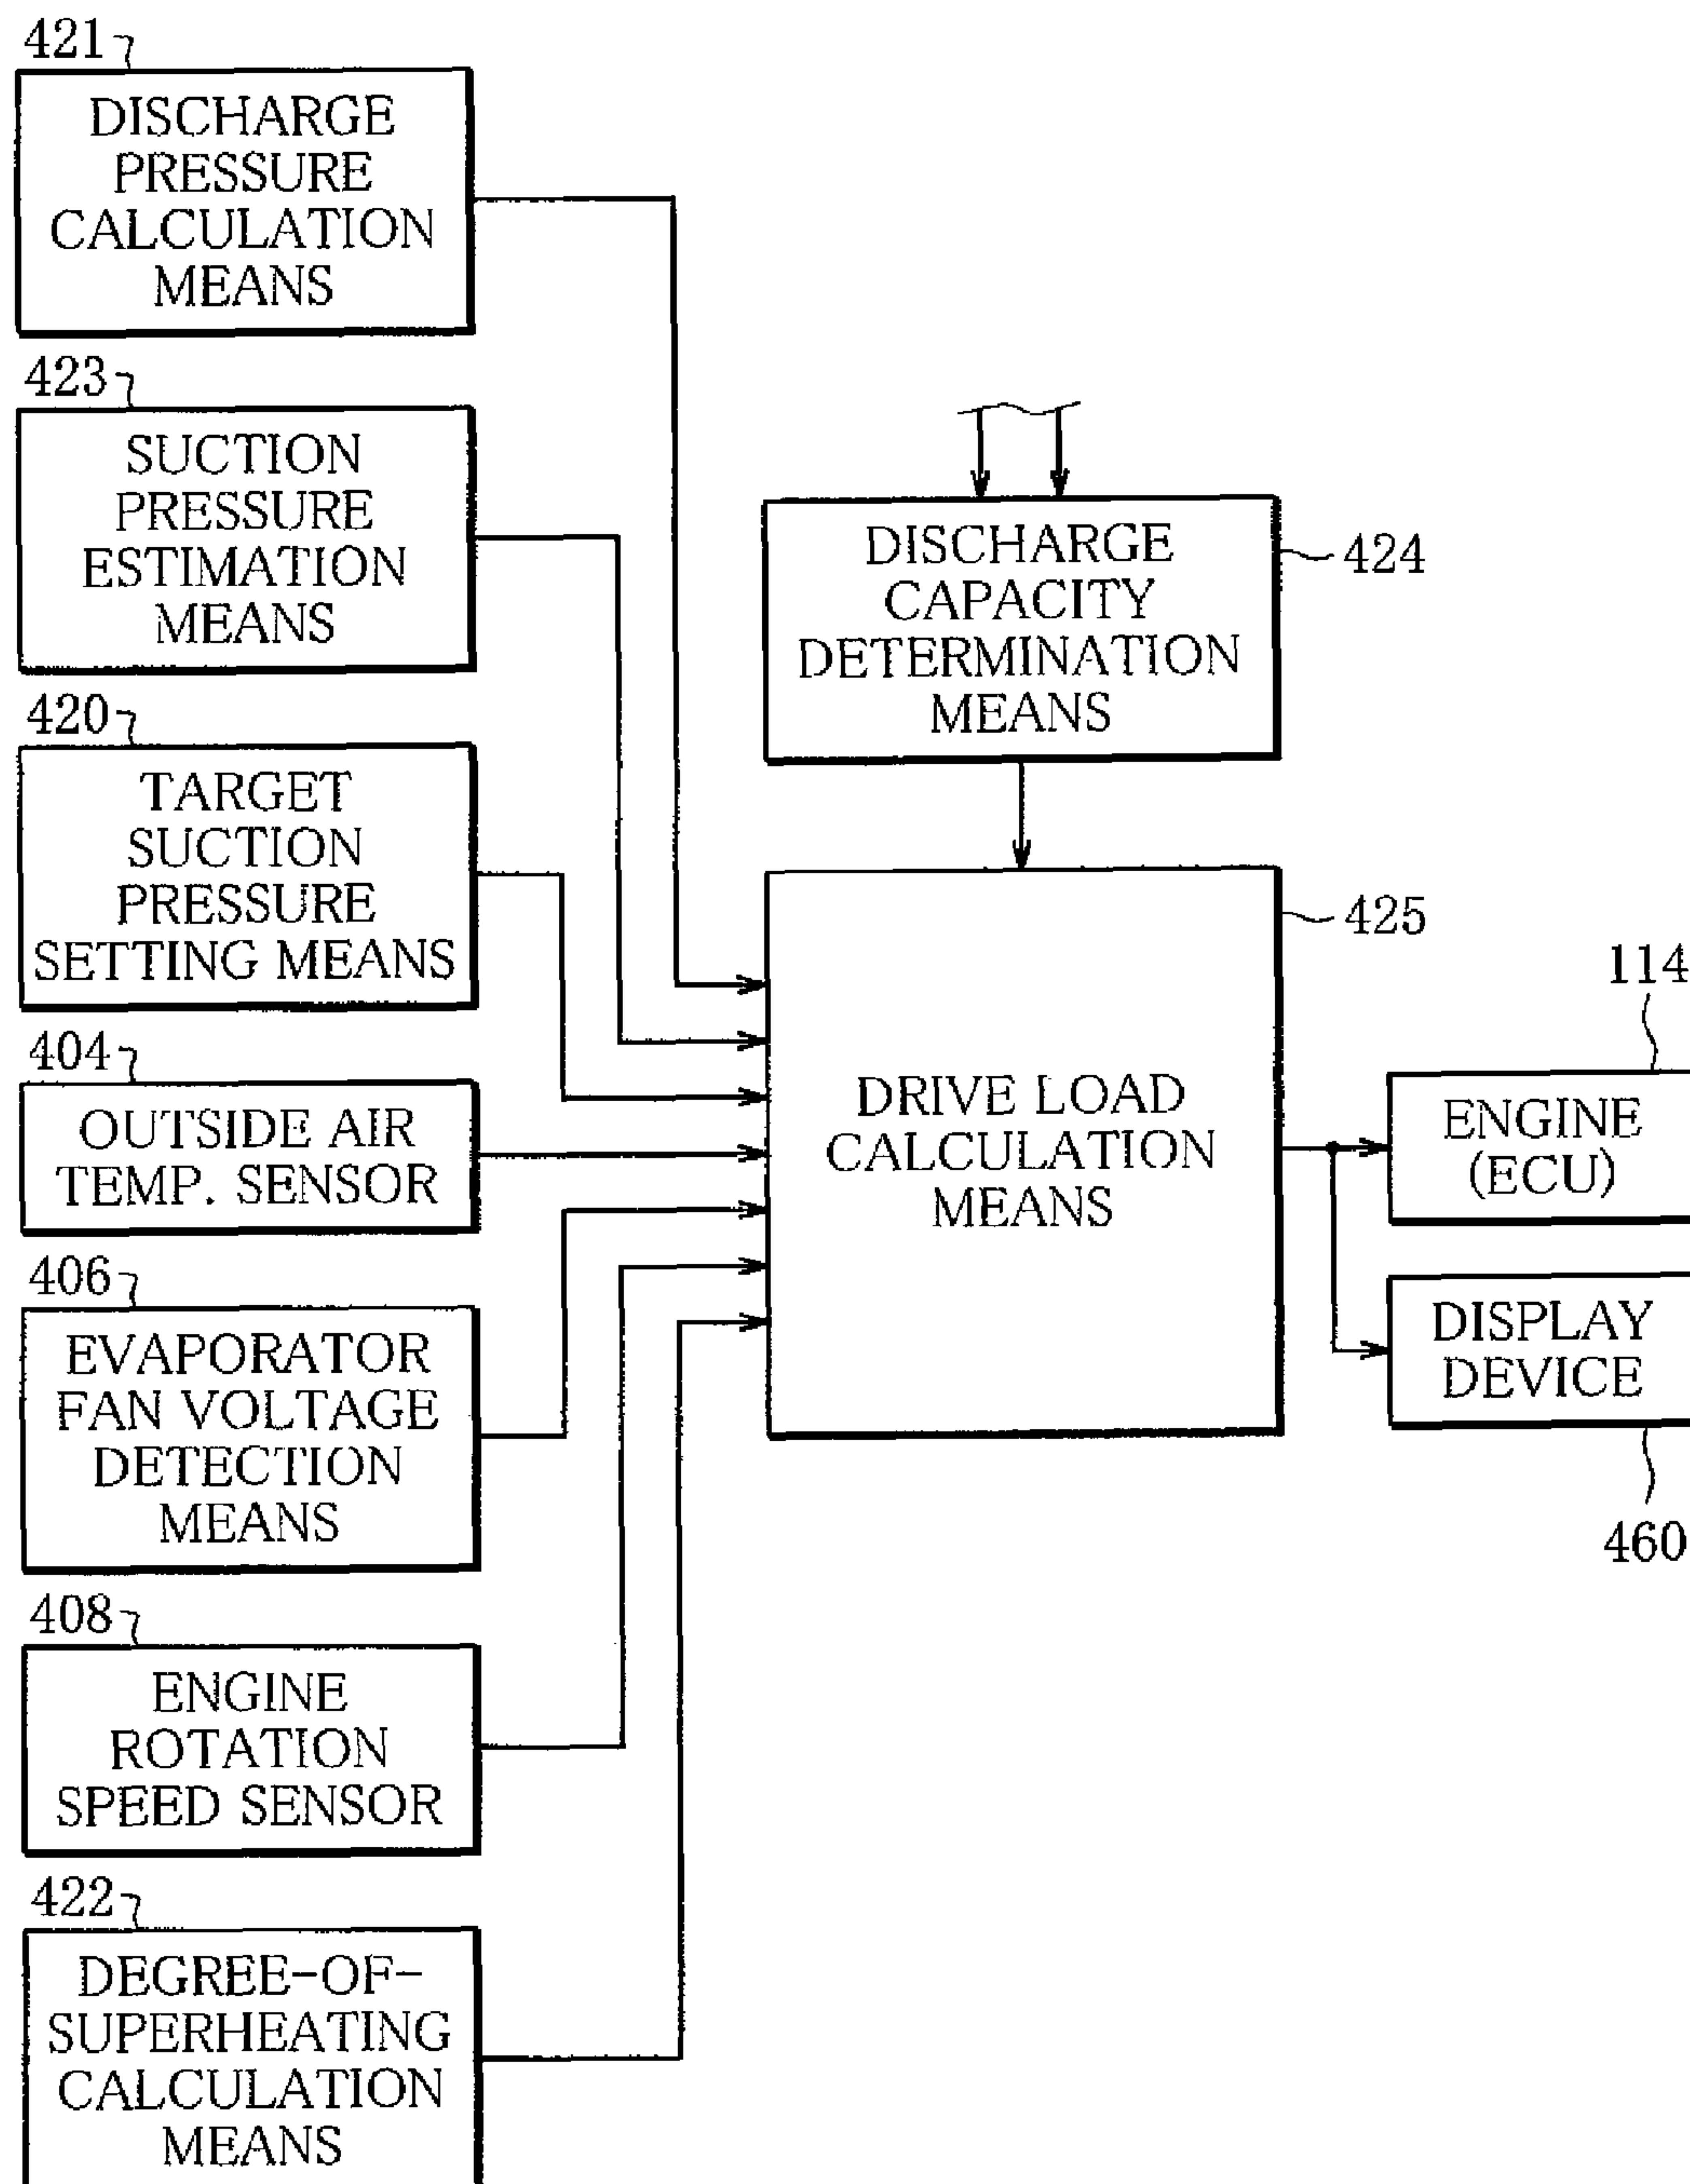 421
DISCHARGE
PRESSURE
CALCULATION
MEANS
423
SUCTION
PRESSURE
ESTIMATION
MEANS
420
TARGET
SUCTION
PRESSURE
SETTING MEANS
404
OUTSIDE AIR
TEMP. SENSOR
406
EVAPORATOR
FAN VOLTAGE
DETECTION
MEANS
408
ENGINE
ROTATION
SPEED SENSOR
422
DEGREE-OF-
SUPERHEATING
CALCULATION
MEANS
DISCHARGE
CAPACITY
DETERMINATION
MEANS
424
DRIVE LOAD
CALCULATION
MEANS
425
114
ENGINE
(ECU)
DISPLAY
DEVICE
460